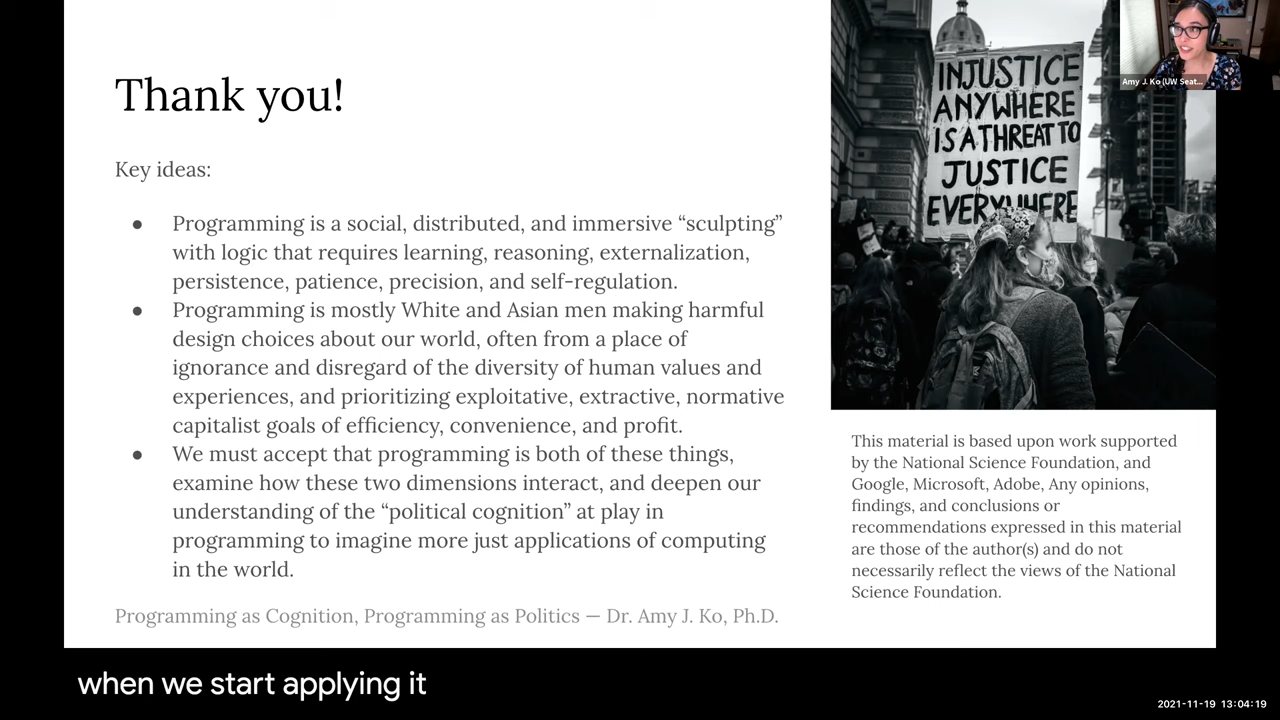 Thank you!
Key ideas:
● Programming is a social, distributed, and immersive “sculpting”
with logic that requires learning, reasoning, externalization,
persistence, patience, precision, and self-regulation.
● Programming is mostly White and Asian men making harmful
design choices about our world, often from a place of
ignorance and disregard of the diversity of human values and
experiences, and prioritizing exploitative, extractive, normative
capitalist goals of efficiency, convenience, and profit.
● We must accept that programming is both of these things,
examine how these two dimensions interact, and deepen our
understanding of the “political cognition” at play in
programming to imagine more just applications of computing
in the world.
Programming as Cognition, Programming as Politics — Dr. Amy J. Ko, Ph.D.
INJUSTICE
ANYWHERE
IS A THREAT TO
JUSTICE
EVERYWHERE
Amy J. Ko (UW Seat...
This material is based upon work supported
by the National Science Foundation, and
Google, Microsoft, Adobe, Any opinions,
findings, and conclusions or
recommendations expressed in this material
are those of the author(s) and do not
necessarily reflect the views of the National
Science Foundation.
when we start applying it
2021-11-19 13:04:19